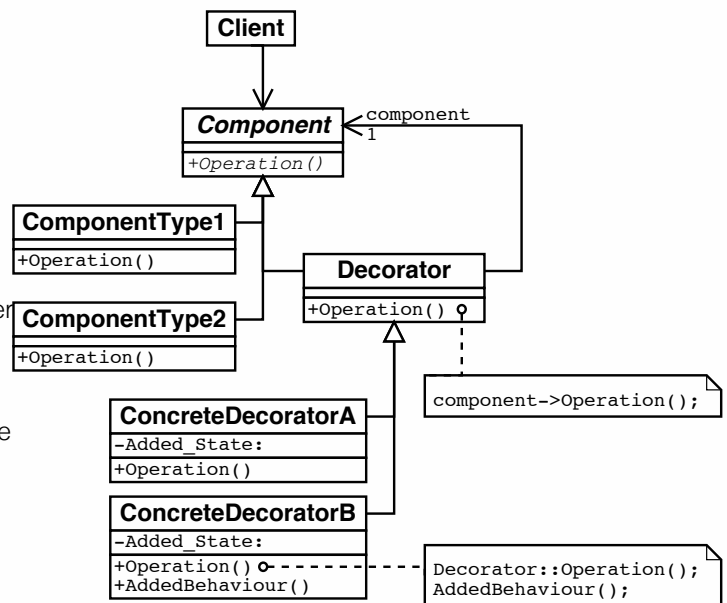 Client
component
Component
1
+Operation()
ComponentType1
+Operation()
Decorator
+Operation()
er
ComponentType2
+Operation()
component->Operation();
ConcreteDecoratorA
-Added_State:
+Operation()
e
ConcreteDecoratorB
-Added_State:
+Operation()
+AddedBehaviour()
Decorator::Operation();
AddedBehaviour();